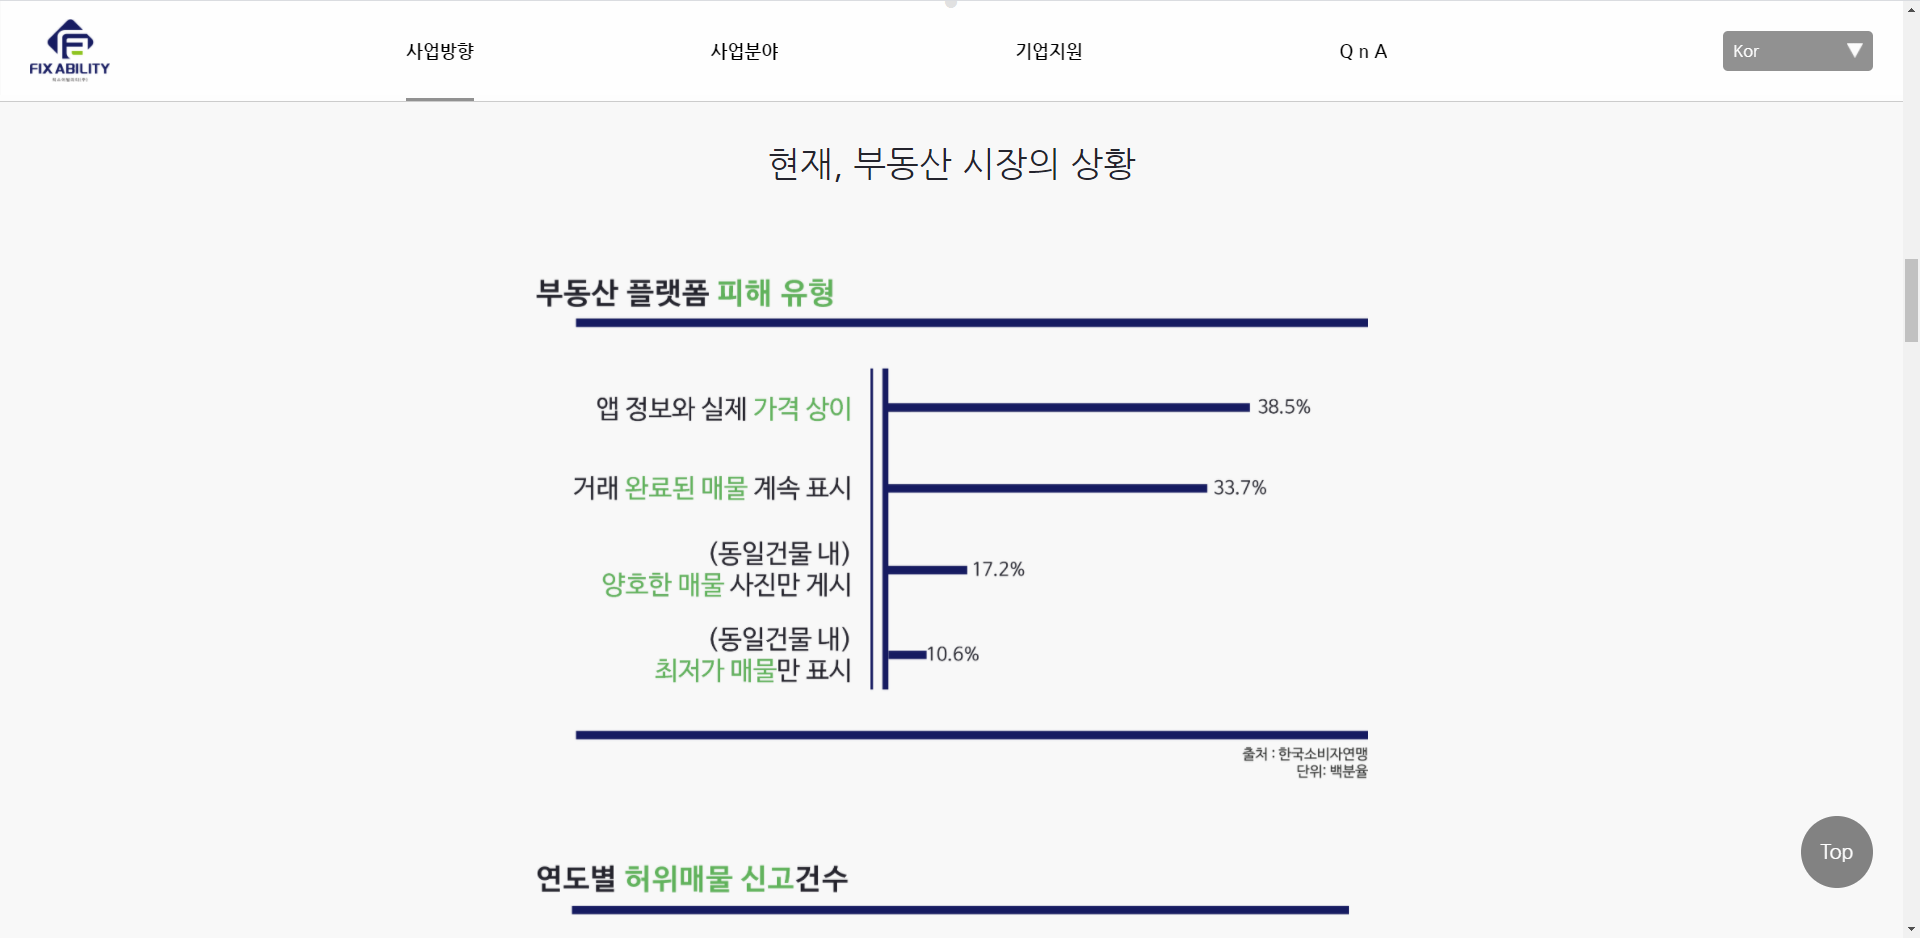 FIX ABILITY
사업방향
사업분야
기업지원
Q n A
Kor
현재, 부동산 시장의 상황
부동산 플랫폼 피해 유형
앱 정보와 실제 가격 상이
38.5%
거래 완료된 매물 계속 표시
33.7%
(동일건물 내)
양호한 매물 사진만 게시
17.2%
(동일건물 내)
최저가 매물만 표시
10.6%
출처 : 한국소비자연맹
단위: 백분율
Top
연도별 허위매물 신고건수